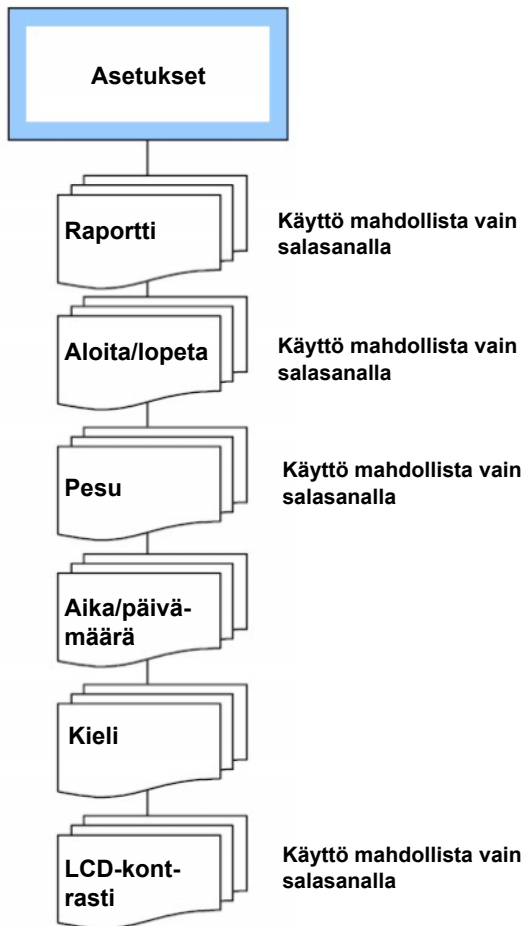 Asetukset
Raportti
Käyttö mahdollista vain
salasanalla
Aloita/lopeta
Käyttö mahdollista vain
salasanalla
Pesu
Käyttö mahdollista vain
salasanalla
Aika/päivä-
määrä
Kieli
LCD-kont-
rasti
Käyttö mahdollista vain
salasanalla